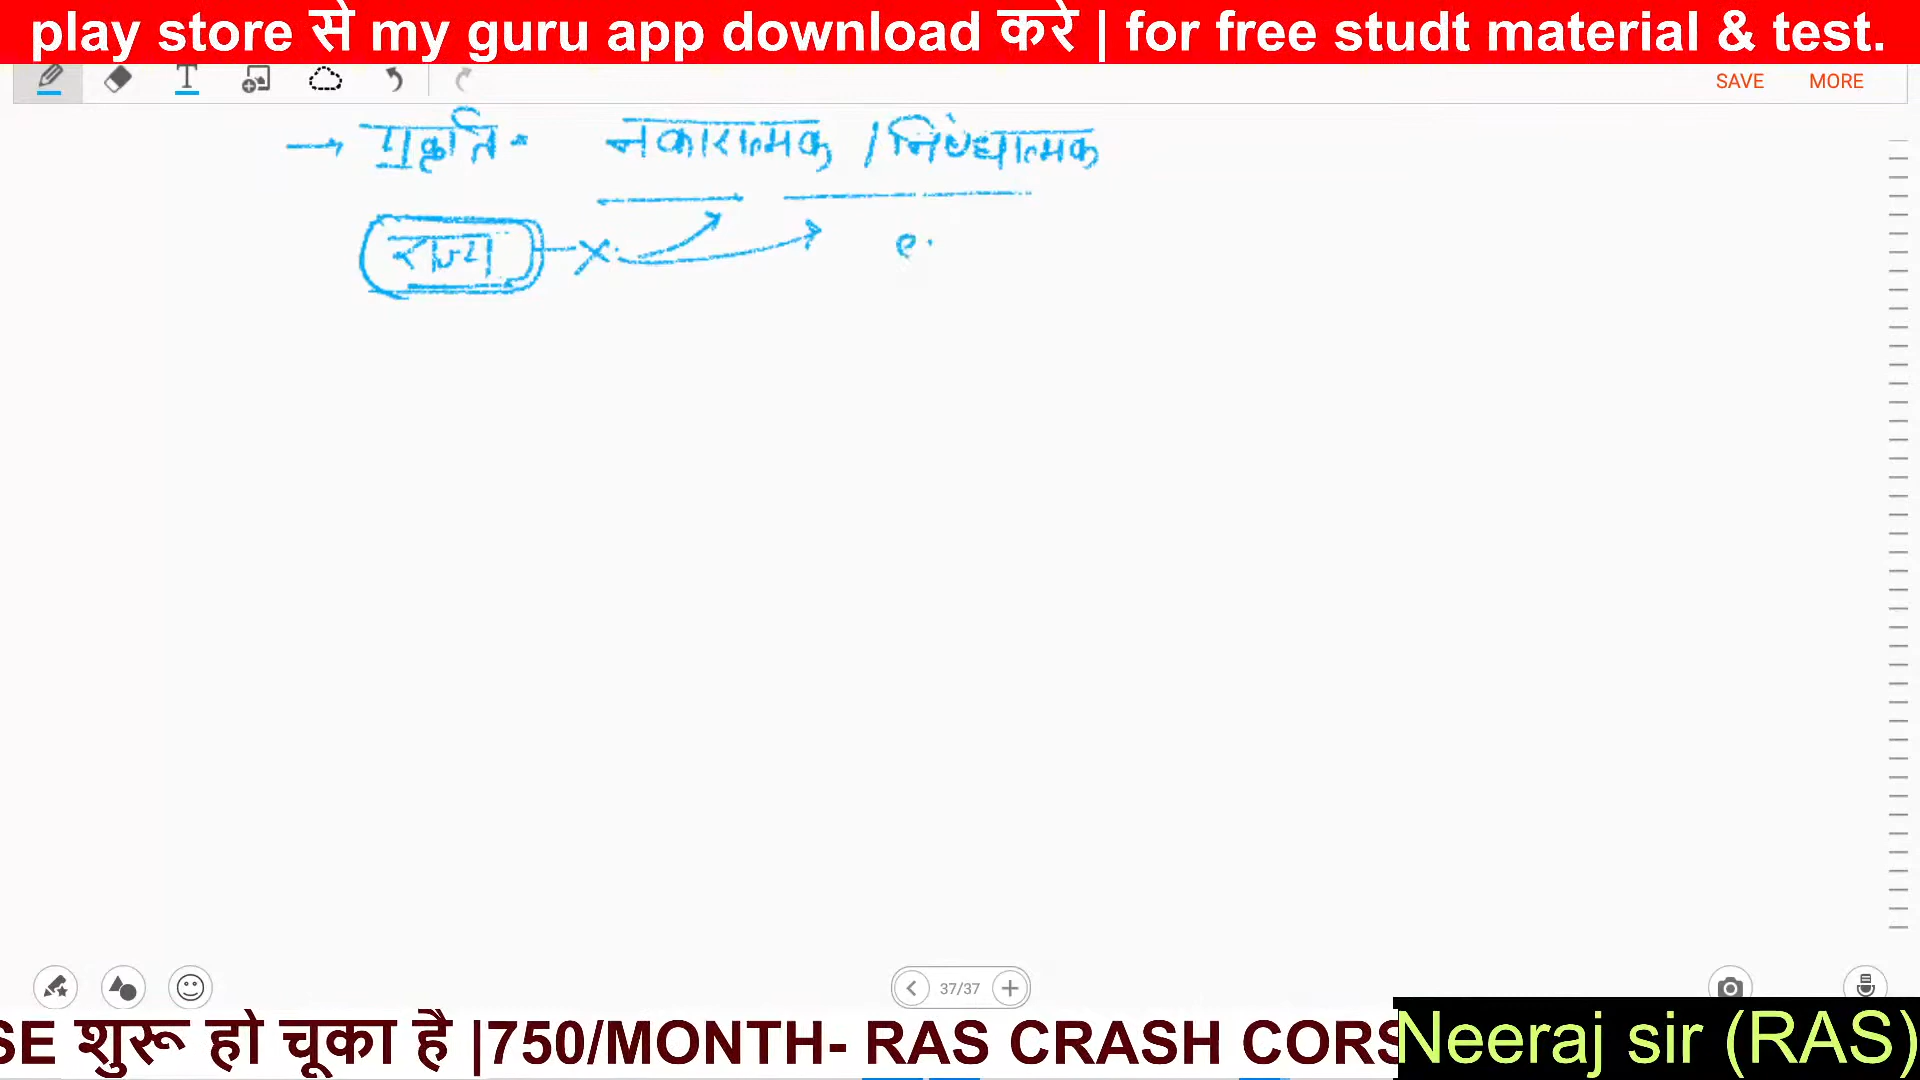 play store से my guru app download करे | for free studt material & test.
T SAVE MORE
→ प्रकृति - नकारात्मक / निषेधात्मक
राज्य
37/37
SE शुरू हो चूका है |750/MONTH- RAS CRASH CORS
Neeraj sir (RAS)